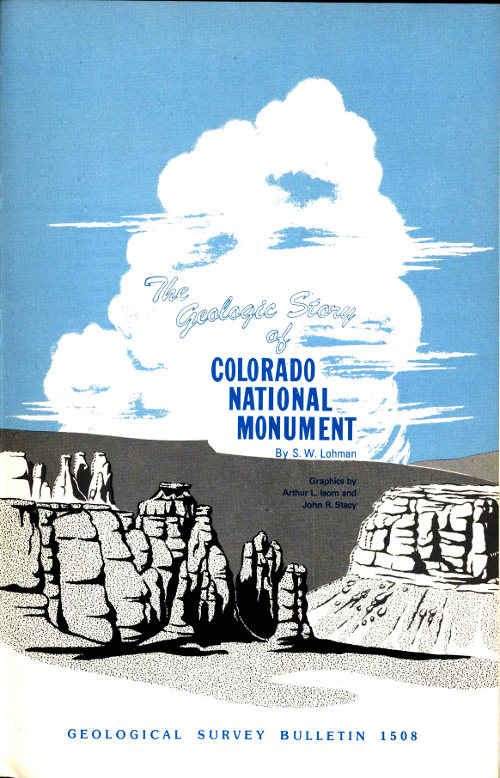 The
Geologic Story
of
COLORADO
NATIONAL
MONUMENT
By S. W. Lohman
Graphics by
Arthur L. Isom and
John R. Stacy
GEOLOGICAL SURVEY BULLETIN 1508